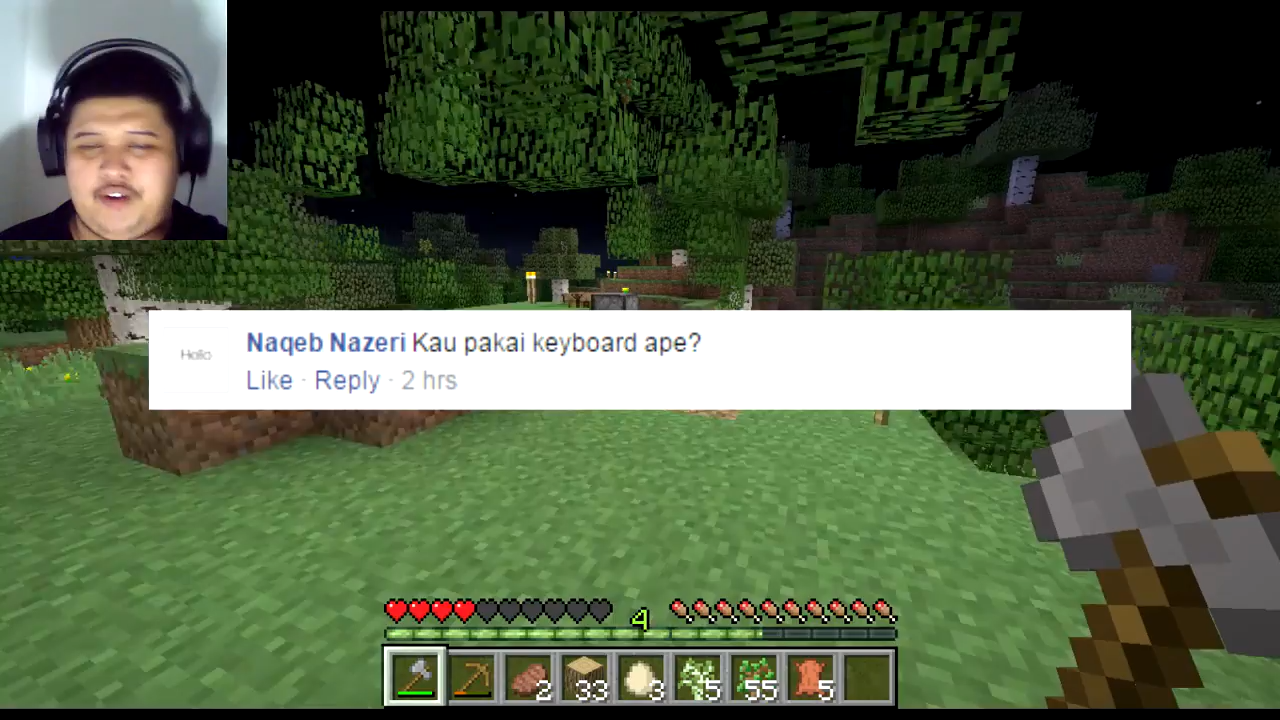 Hello
Naqeb Nazeri Kau pakai keyboard ape?
Like · Reply · 2 hrs
4
2 33 3 5 55 5